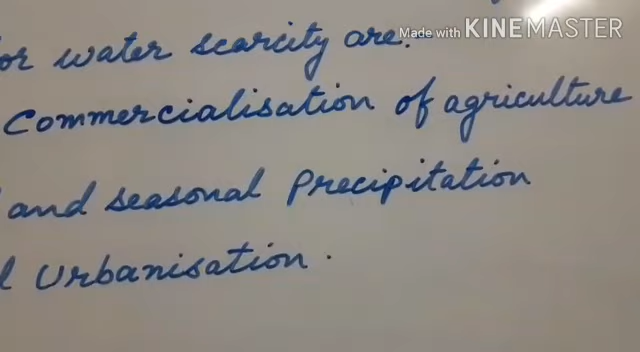 Made with KINEMASTER
or water scarcity are:-
Commercialisation of agriculture
and seasonal Precipitation
l Urbanisation.